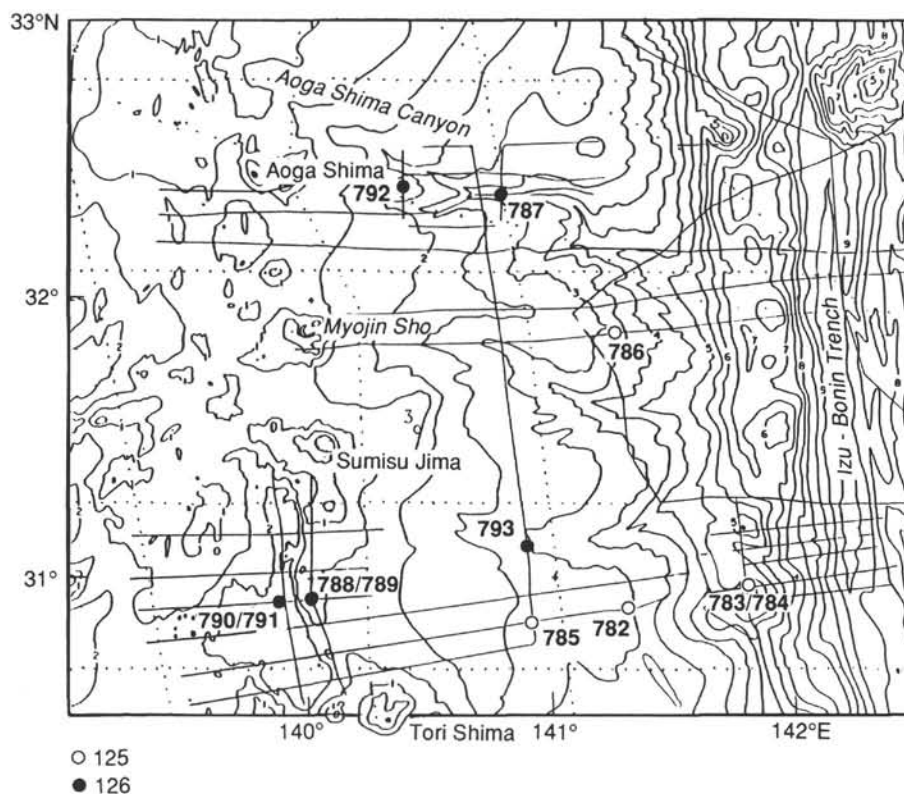 33°N
Aoga Shima Canyon
Aoga Shima
792
787
32°
Myojin Sho
786
Izu - Bonin Trench
Sumisu Jima
793
31°
788/789
790/791
785
782
783/784
140°
Tori Shima
141°
142°E
125
126